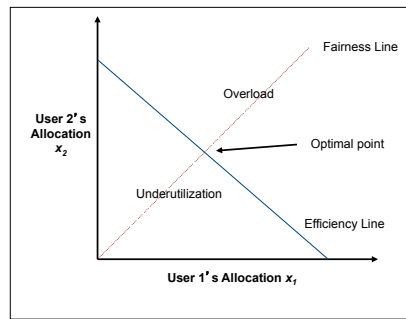 Fairness Line
Overload
User 2’s
Allocation
x₂
Optimal point
Underutilization
Efficiency Line
User 1’s Allocation x₁